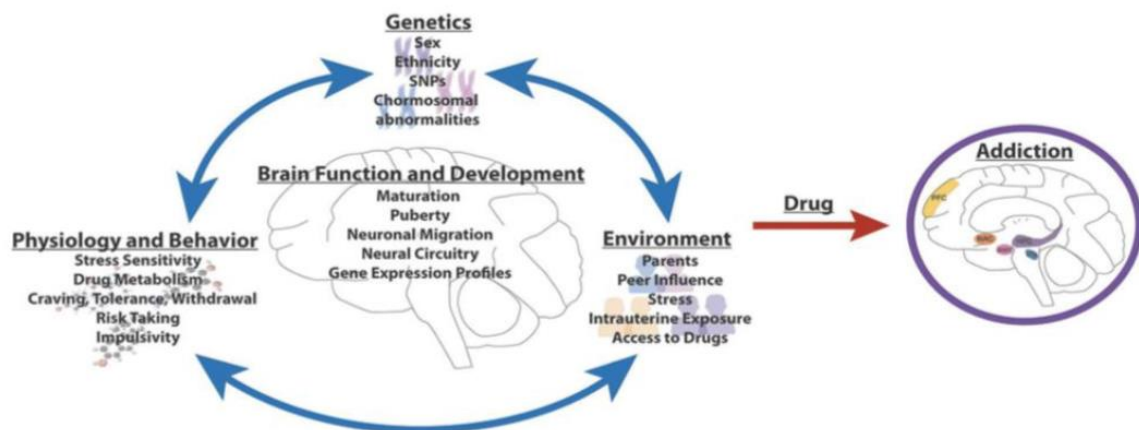 Genetics
Sex
Ethnicity
SNPs
Chormosomal
abnormalities
Brain Function and Development
Maturation
Puberty
Neuronal Migration
Neural Circuitry
Gene Expression Profiles
Physiology and Behavior
Stress Sensitivity
Drug Metabolism
Craving, Tolerance, Withdrawal
Risk Taking
Impulsivity
Environment
Parents
Peer Influence
Stress
Intrauterine Exposure
Access to Drugs
Drug
Addiction
PFC
NAC